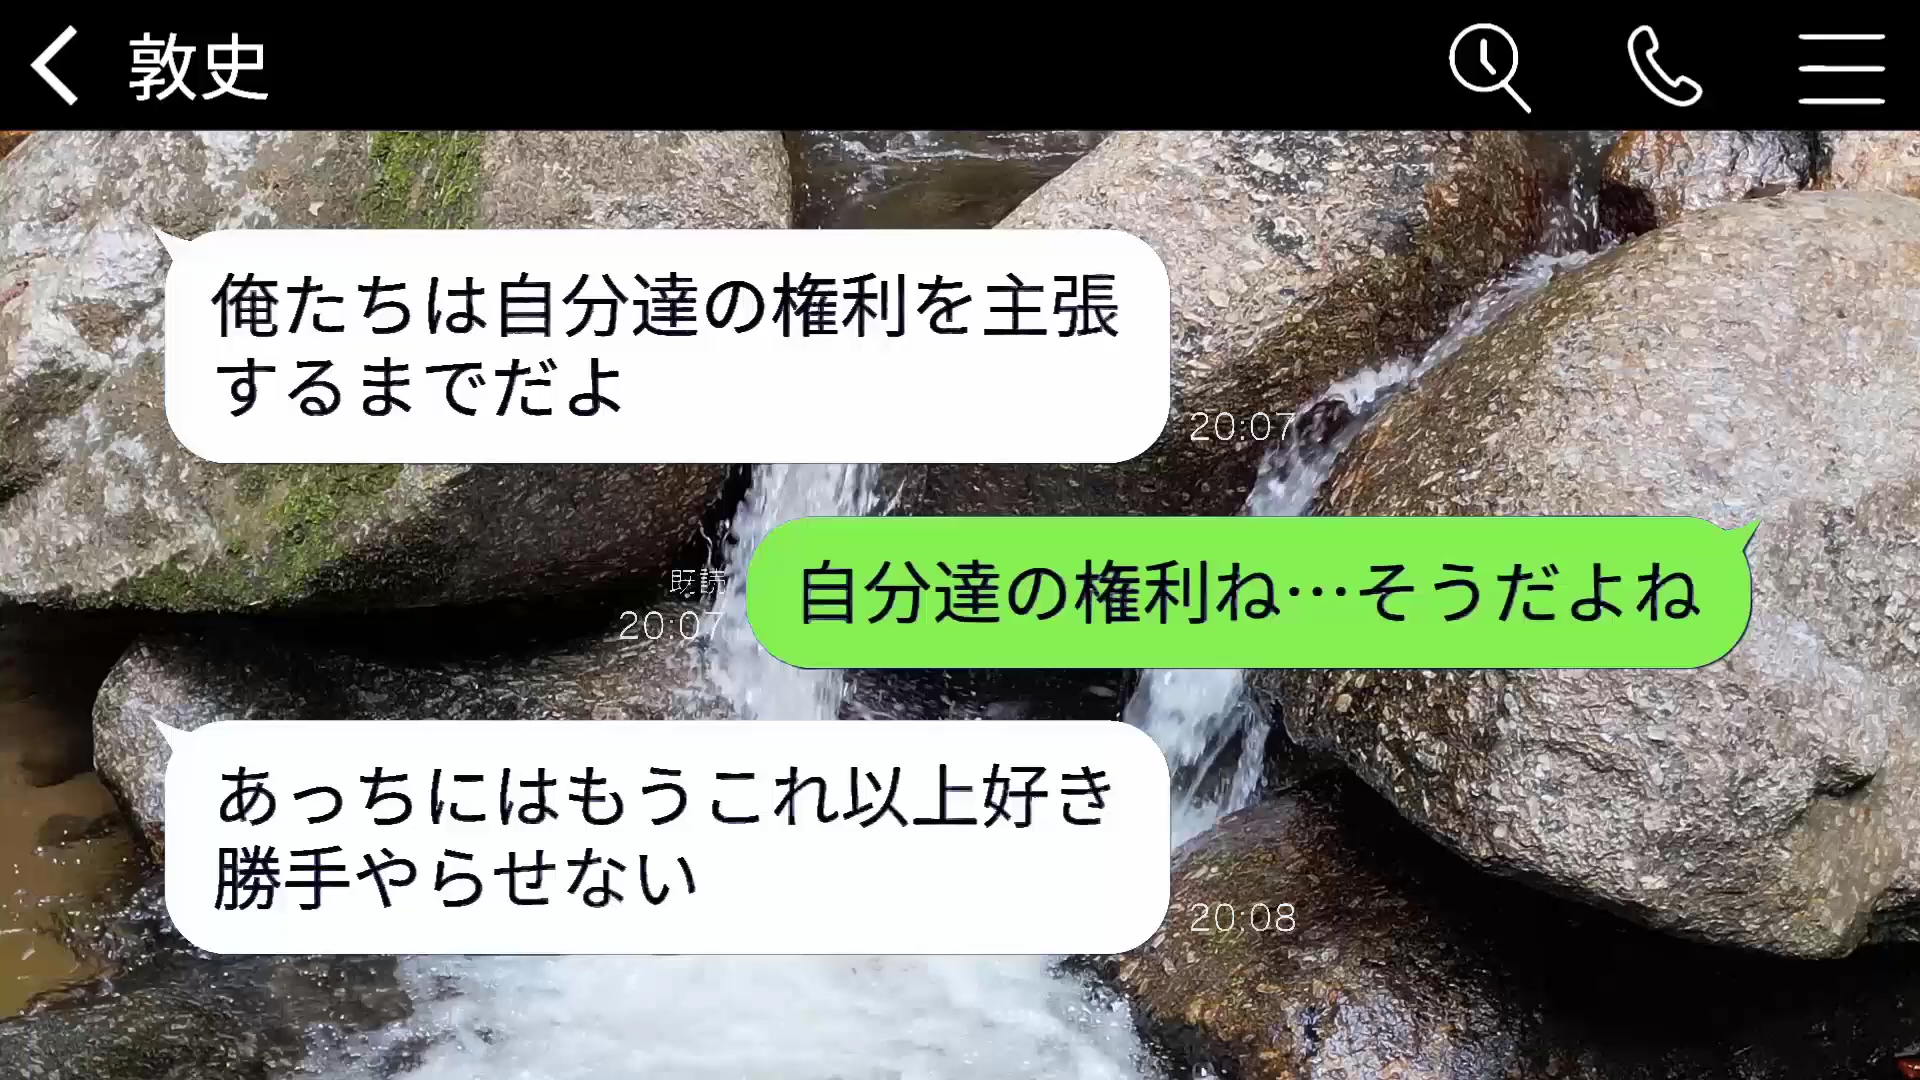 敦史
俺たちは自分達の権利を主張
するまでだよ
20:07
自分達の権利ね…そうだよね
既読
20:07
あっちにはもうこれ以上好き
勝手やらせない
20:08